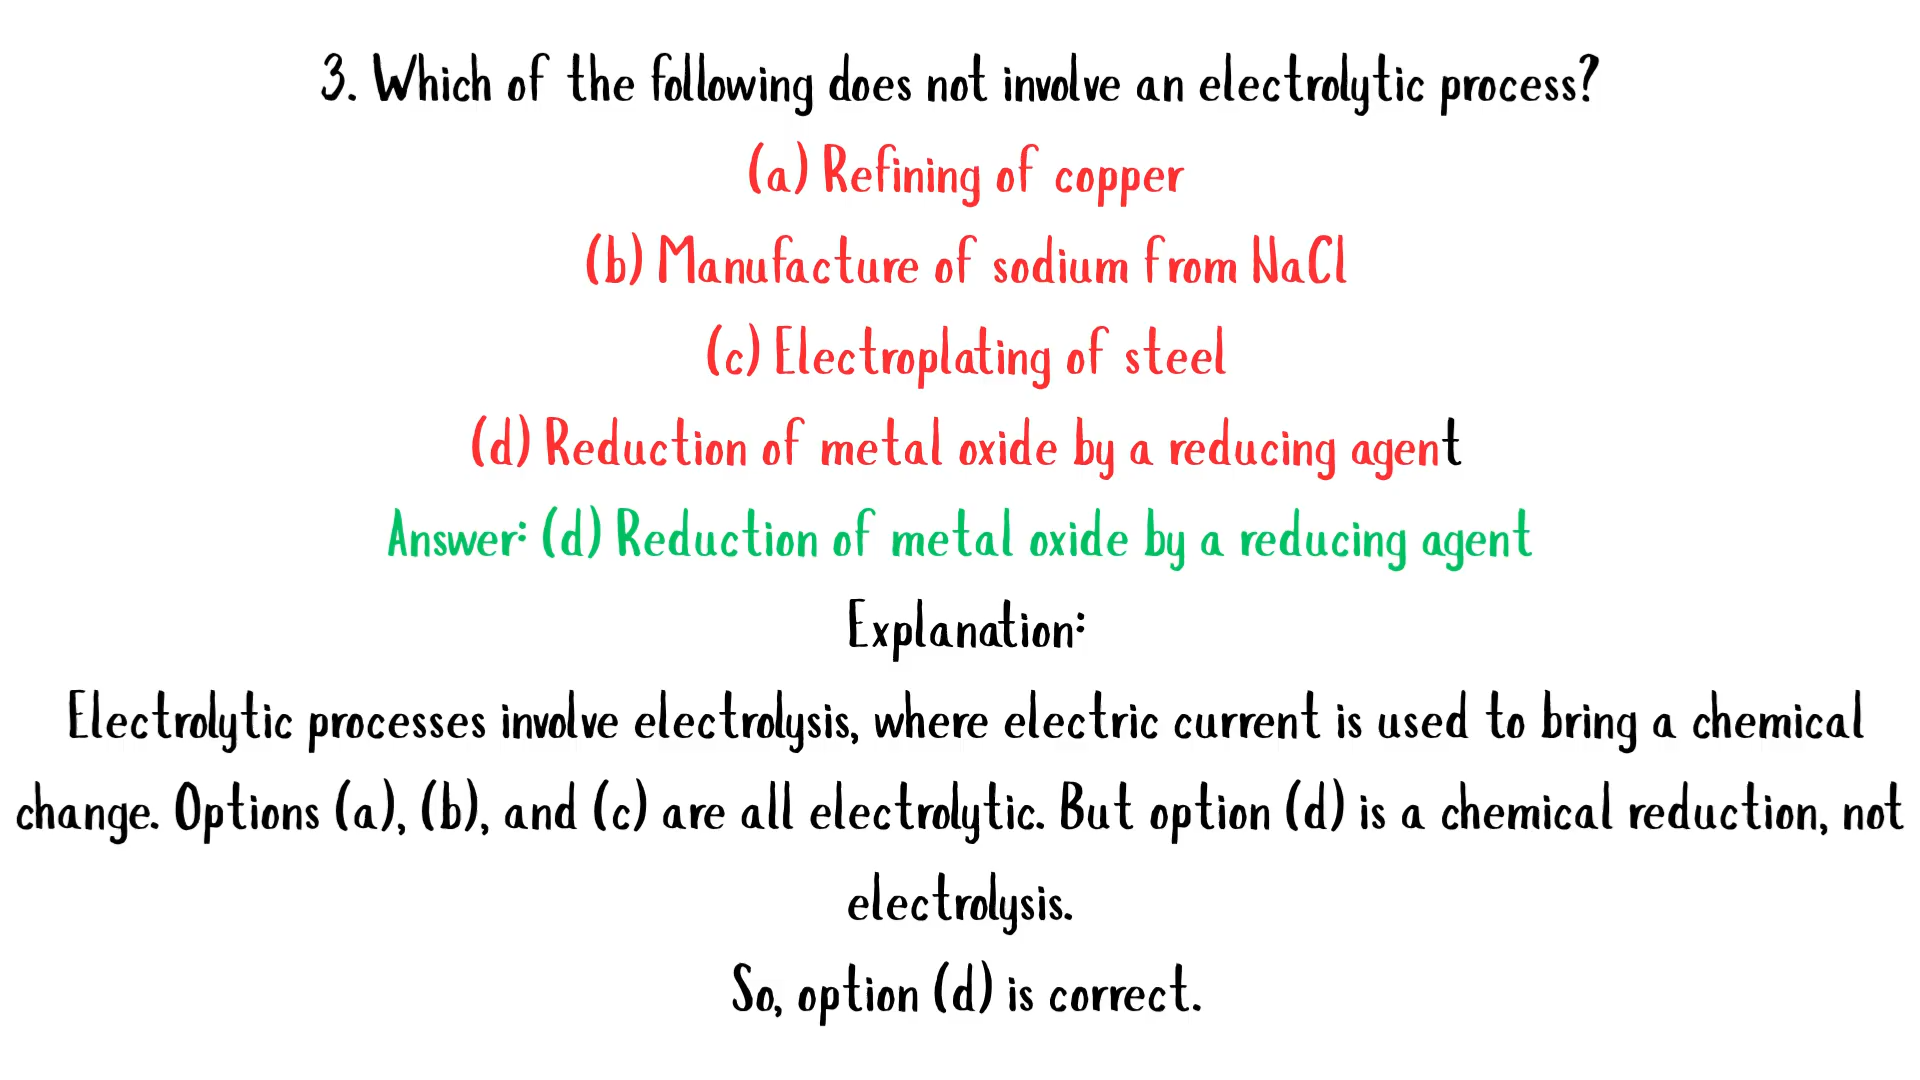 3. Which of the following does not involve an electrolytic process?
(a) Refining of copper
(b) Manufacture of sodium from NaCl
(c) Electroplating of steel
(d) Reduction of metal oxide by a reducing agent
Answer: (d) Reduction of metal oxide by a reducing agent
Explanation:
Electrolytic processes involve electrolysis, where electric current is used to bring a chemical
change. Options (a), (b), and (c) are all electrolytic. But option (d) is a chemical reduction, not
electrolysis.
So, option (d) is correct.